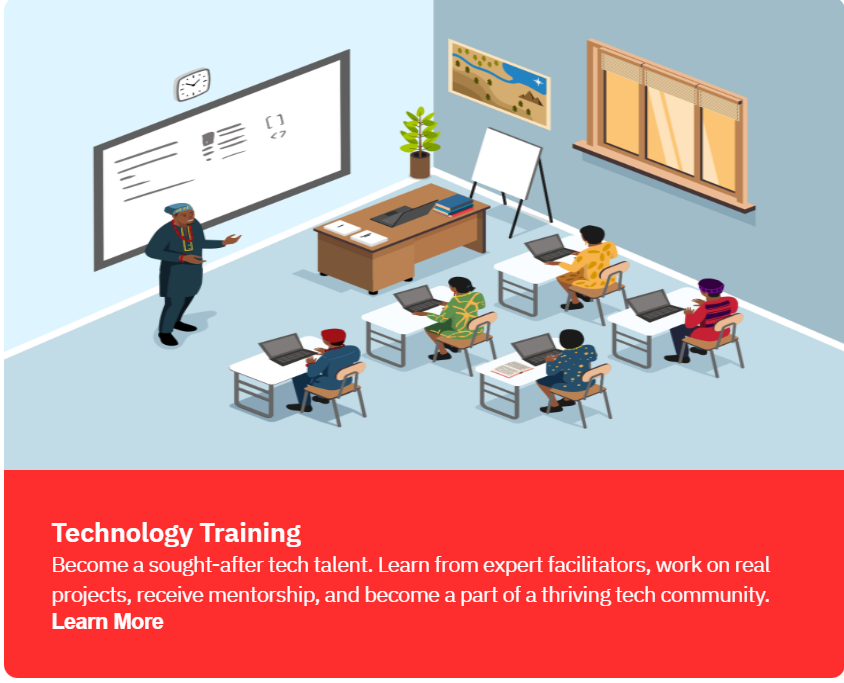 [ ]
<?
Technology Training
Become a sought-after tech talent. Learn from expert facilitators, work on real
projects, receive mentorship, and become a part of a thriving tech community.
Learn More